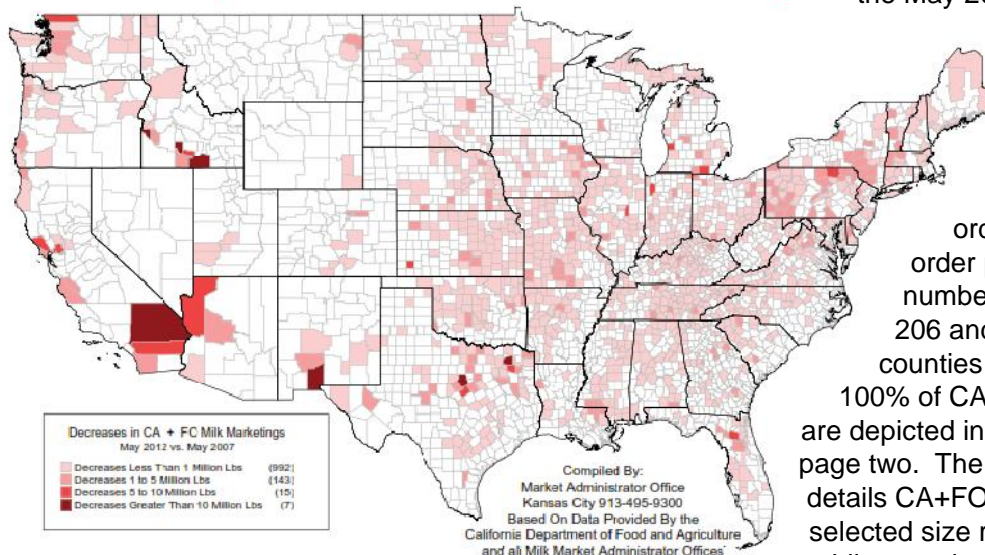 the May 20
Decreases in CA + FC Milk Marketings
May 2012 vs. May 2007
Decreases Less Than 1 Million Lbs (992)
Decreases 1 to 5 Million Lbs (143)
Decreases 5 to 10 Million Lbs (15)
Decreases Greater Than 10 Million Lbs (7)
Compiled By:
Market Administrator Office
Kansas City 913-495-9300
Based On Data Provided By the
California Department of Food and Agriculture
and all Milk Market Administrator Offices
ord
order p
numbe
206 and
counties
100% of CA
are depicted in
page two. The
details CA+FO
selected size r